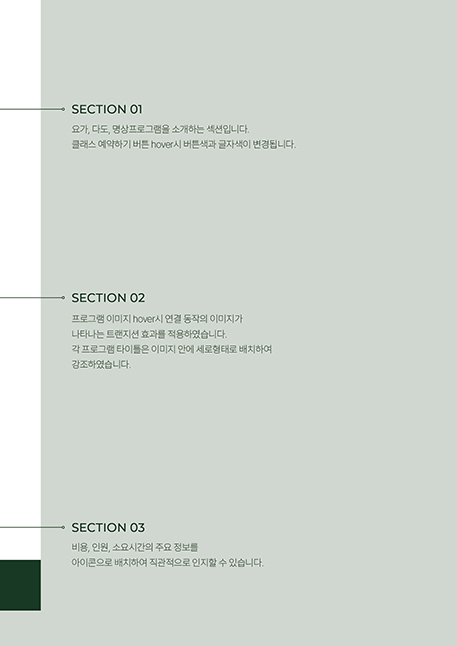 SECTION 01
요가, 다도, 명상프로그램을 소개하는 섹션입니다.
클래스 예약하기 버튼 hover시 버튼색과 글자색이 변경됩니다.
SECTION 02
프로그램 이미지 hover시 연결 동작의 이미지가
나타나는 트랜지션 효과를 적용하였습니다.
각 프로그램 타이틀은 이미지 안에 세로형태로 배치하여
강조하였습니다.
SECTION 03
비용, 인원, 소요시간의 주요 정보를
아이콘으로 배치하여 직관적으로 인지할 수 있습니다.